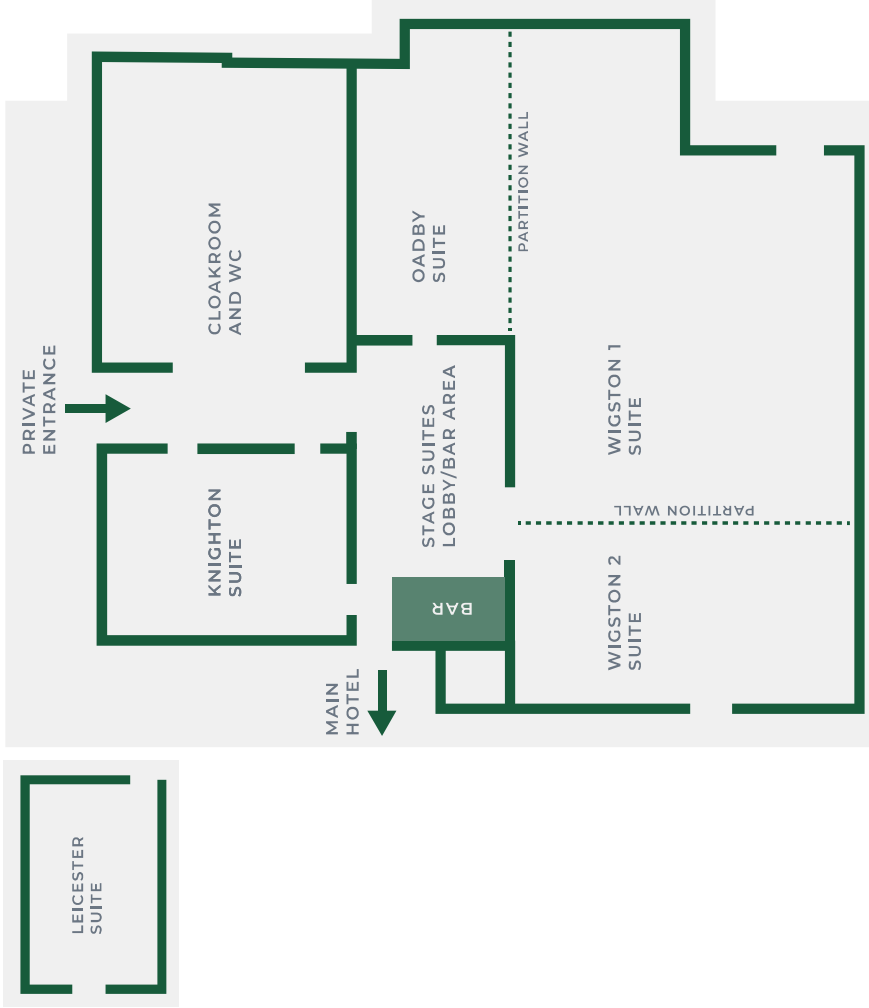 PARTITION WALL
CLOAKROOM
AND WC
OADBY
SUITE
PRIVATE
ENTRANCE
WIGSTON 1
SUITE
STAGE SUITES
LOBBY/BAR AREA
KNIGHTON
SUITE
PARTITION WALL
BAR
WIGSTON 2
SUITE
MAIN
HOTEL
LEICESTER
SUITE